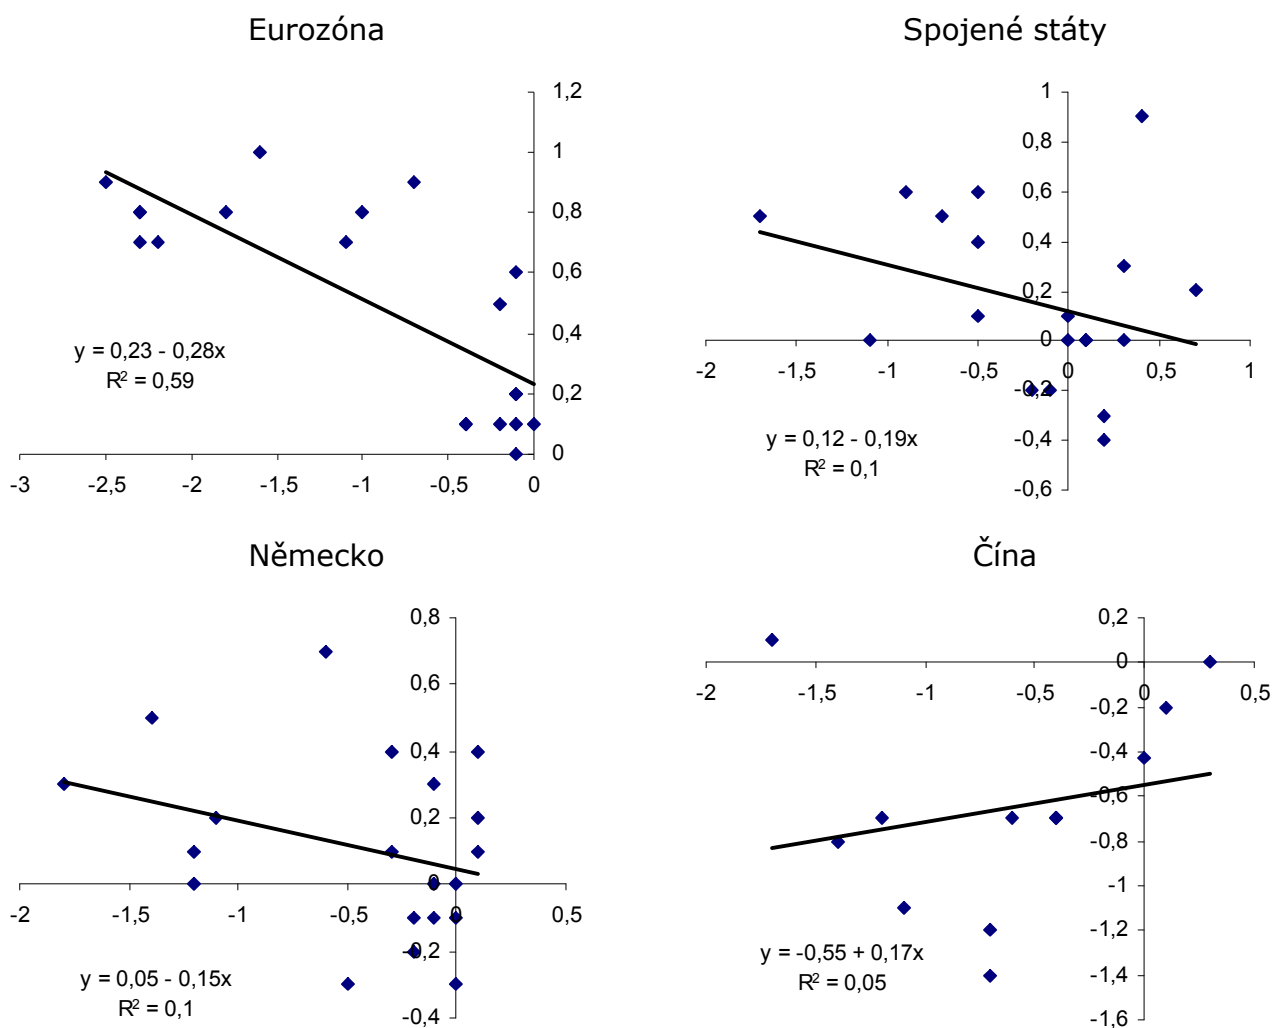 Eurozóna
1,2
1
0,8
0,6
0,4
0,2
0
-3 -2,5 -2 -1,5 -1 -0,5 0
y = 0,23 - 0,28x
R² = 0,59
Spojené státy
1
0,8
0,6
0,4
0,2
0
-0,2
-0,4
-0,6
-2 -1,5 -1 -0,5 0 0,5 1
y = 0,12 - 0,19x
R² = 0,1
Německo
0,8
0,6
0,4
0,2
0
-0,2
-0,4
-2 -1,5 -1 -0,5 0 0,5
y = 0,05 - 0,15x
R² = 0,1
Čína
0,2
0
-0,2
-0,4
-0,6
-0,8
-1
-1,2
-1,4
-1,6
-2 -1,5 -1 -0,5 0 0,5
y = -0,55 + 0,17x
R² = 0,05